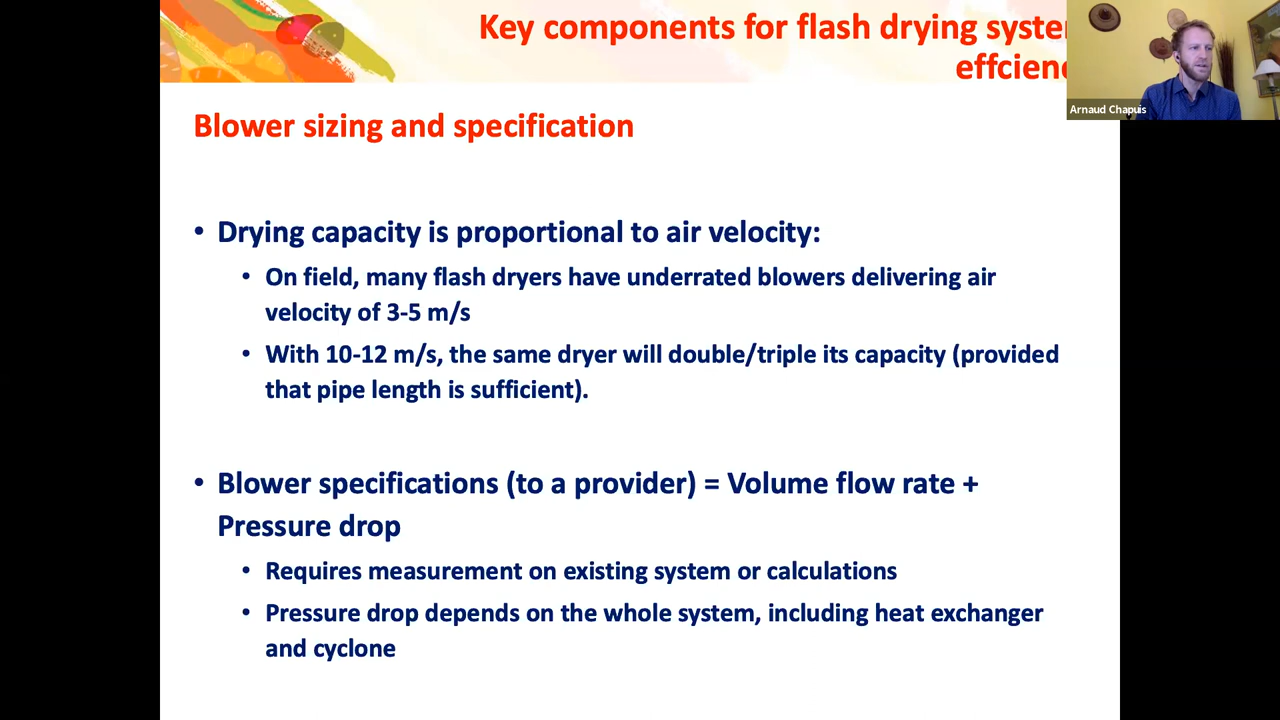 Key components for flash drying
Arnaud Chapuis
Blower sizing and specification
• Drying capacity is proportional to air velocity:
• On field, many flash dryers have underrated blowers delivering air
velocity of 3-5 m/s
• With 10-12 m/s, the same dryer will double/triple its capacity (provided
that pipe length is sufficient).
• Blower specifications (to a provider) = Volume flow rate +
Pressure drop
• Requires measurement on existing system or calculations
• Pressure drop depends on the whole system, including heat exchanger
and cyclone